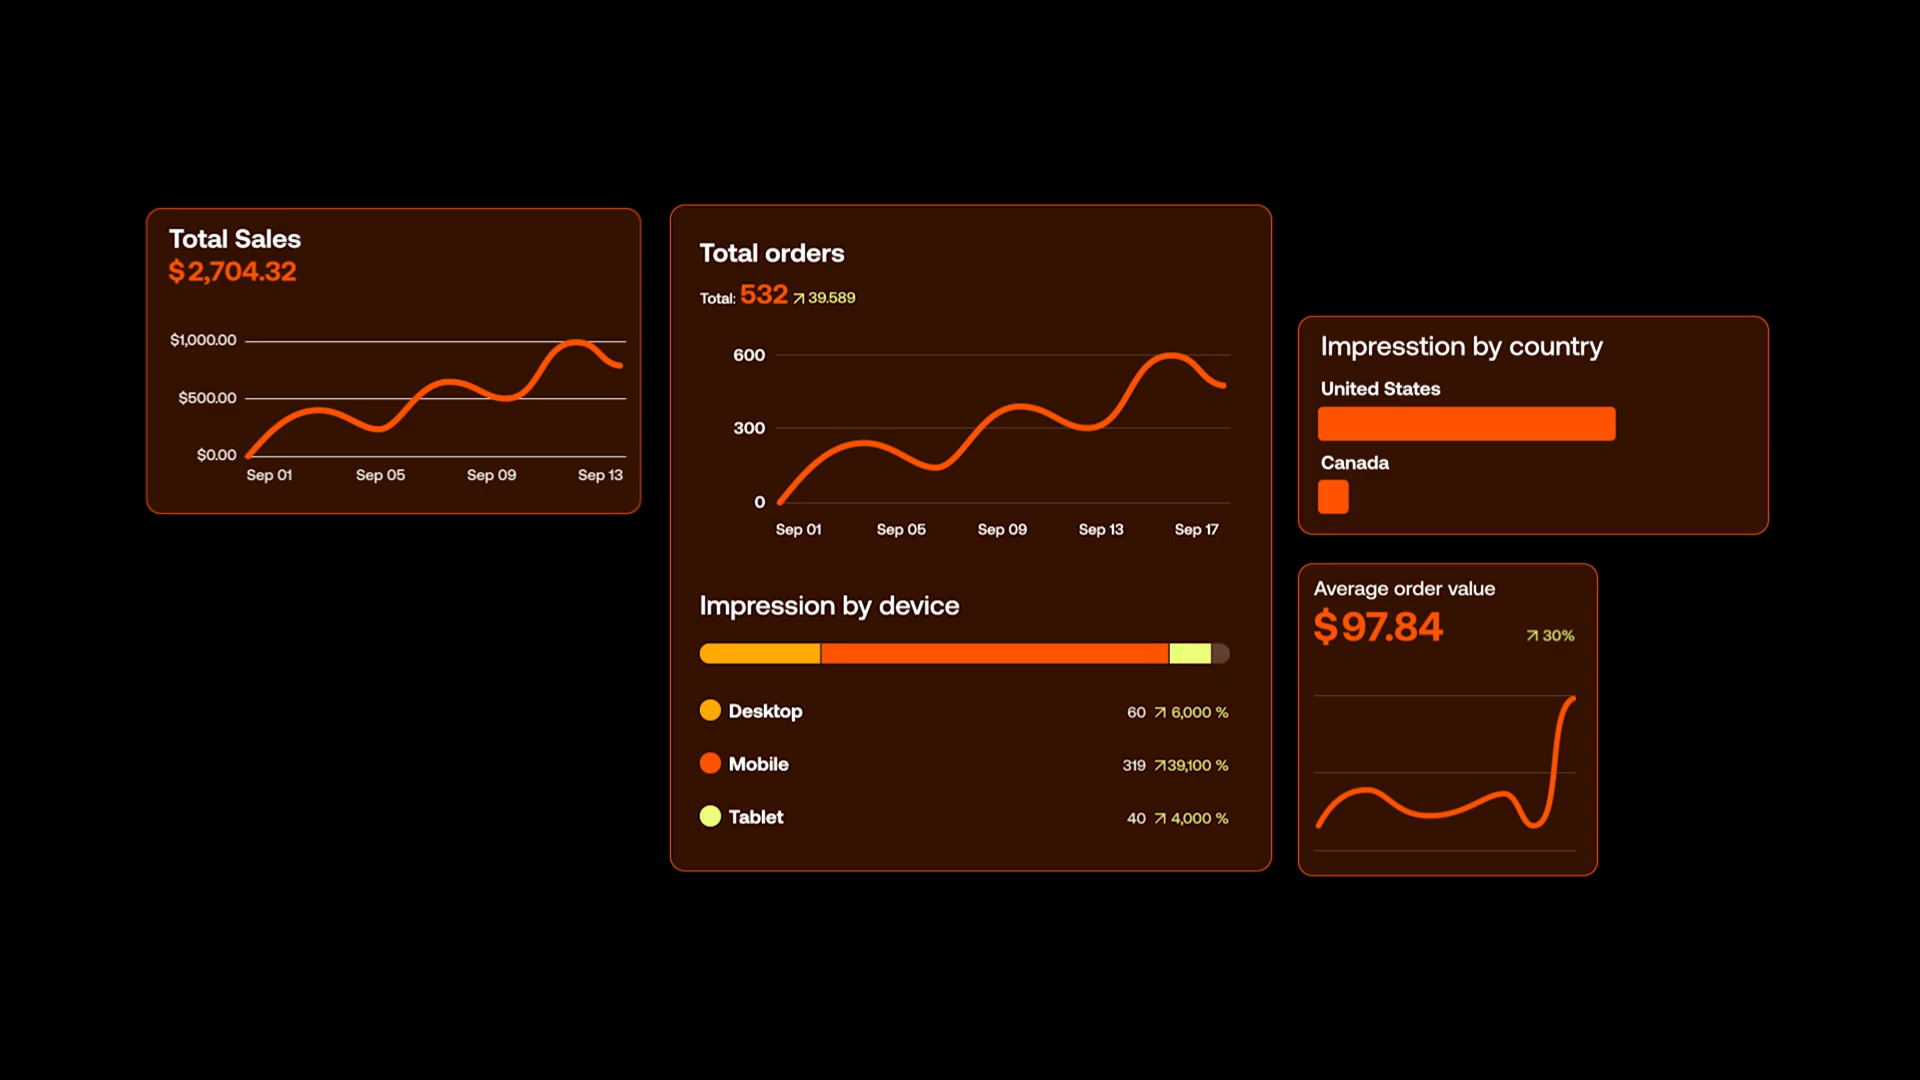 Total Sales
$2,704.32
$1,000.00
$500.00
$0.00
Sep 01 Sep 05 Sep 09 Sep 13
Total orders
Total: 532 ↗ 39.589
600
300
0
Sep 01 Sep 05 Sep 09 Sep 13 Sep 17
Impression by device
Desktop 60 ↗ 6,000 %
Mobile 319 ↗ 39,100 %
Tablet 40 ↗ 4,000 %
Impresstion by country
United States
Canada
Average order value
$97.84 ↗ 30%